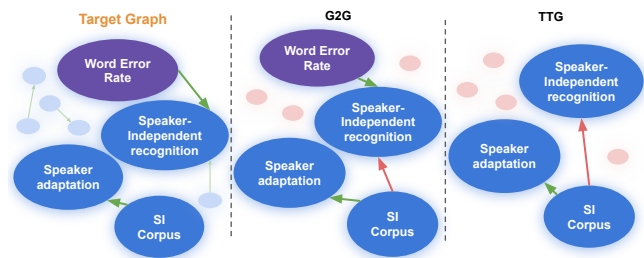 Target Graph
Word Error
Rate
Speaker-
Independent
recognition
Speaker
adaptation
SI
Corpus
G2G
Word Error
Rate
Speaker-
Independent
recognition
Speaker
adaptation
SI
Corpus
TTG
Speaker-
Independent
recognition
Speaker
adaptation
SI
Corpus